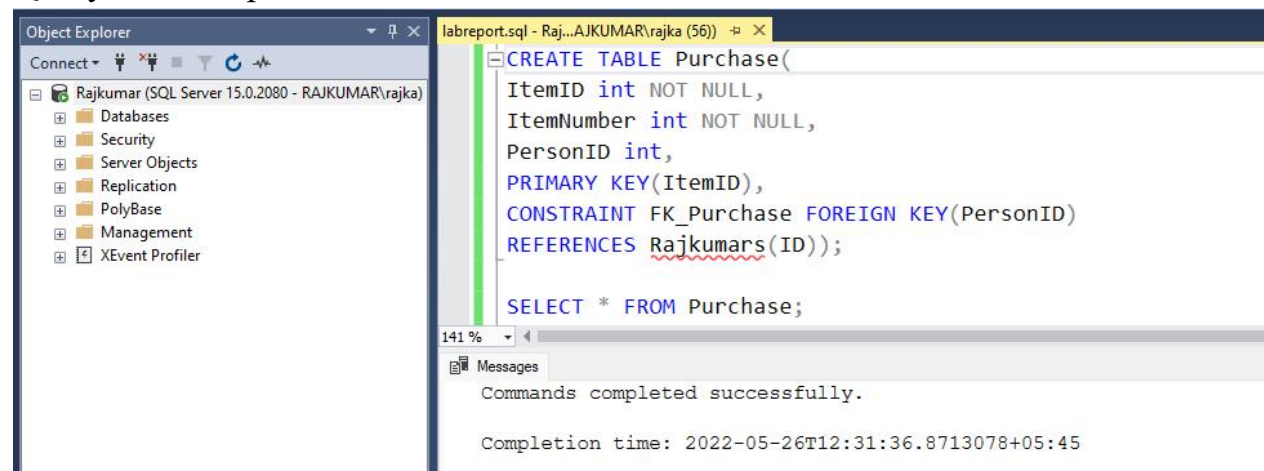 Object Explorer
Connect
Rajkumar (SQL Server 15.0.2080 - RAJKUMAR\rajka)
Databases
Security
Server Objects
Replication
PolyBase
Management
XEvent Profiler
labreport.sql - Raj...AJKUMAR\rajka (56))
CREATE TABLE Purchase(
ItemID int NOT NULL,
ItemNumber int NOT NULL,
PersonID int,
PRIMARY KEY(ItemID),
CONSTRAINT FK_Purchase FOREIGN KEY(PersonID)
REFERENCES Rajkumars(ID));
SELECT * FROM Purchase;
141 %
Messages
Commands completed successfully.
Completion time: 2022-05-26T12:31:36.8713078+05:45